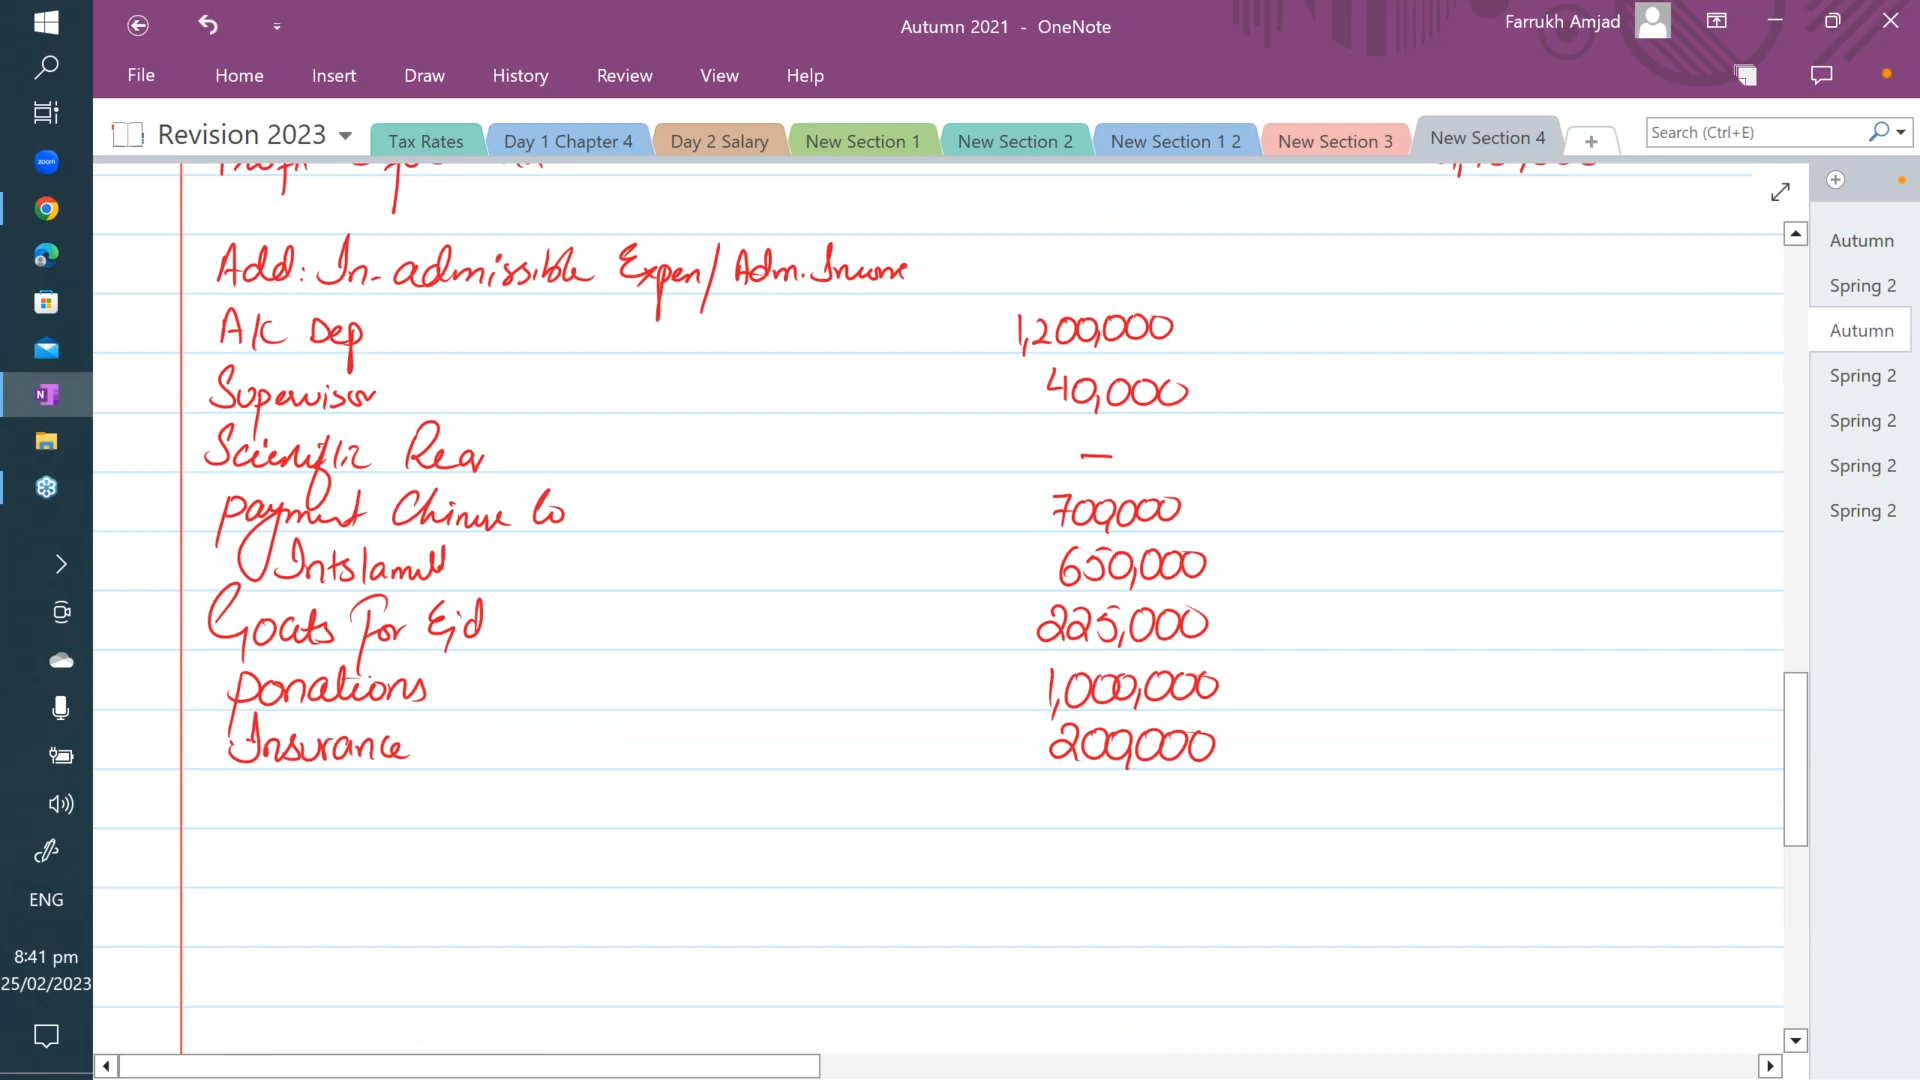 Autumn 2021 - OneNote
Farrukh Amjad
File Home Insert Draw History Review View Help
Revision 2023
Tax Rates
Day 1 Chapter 4
Day 2 Salary
New Section 1
New Section 2
New Section 1 2
New Section 3
New Section 4
Search (Ctrl+E)
Add: In-admissible Expen/ Adm. Income
A/C Dep 1,200,000
Supervisor 40,000
Scientific —
Payment Chinese Co 700,000
650,000
Goats For Eid 225,000
Donations 1,000,000
Insurance 200,000
Autumn
Spring 2
Autumn
Spring 2
Spring 2
Spring 2
Spring 2
zoom
N
ENG
8:41 pm
25/02/2023